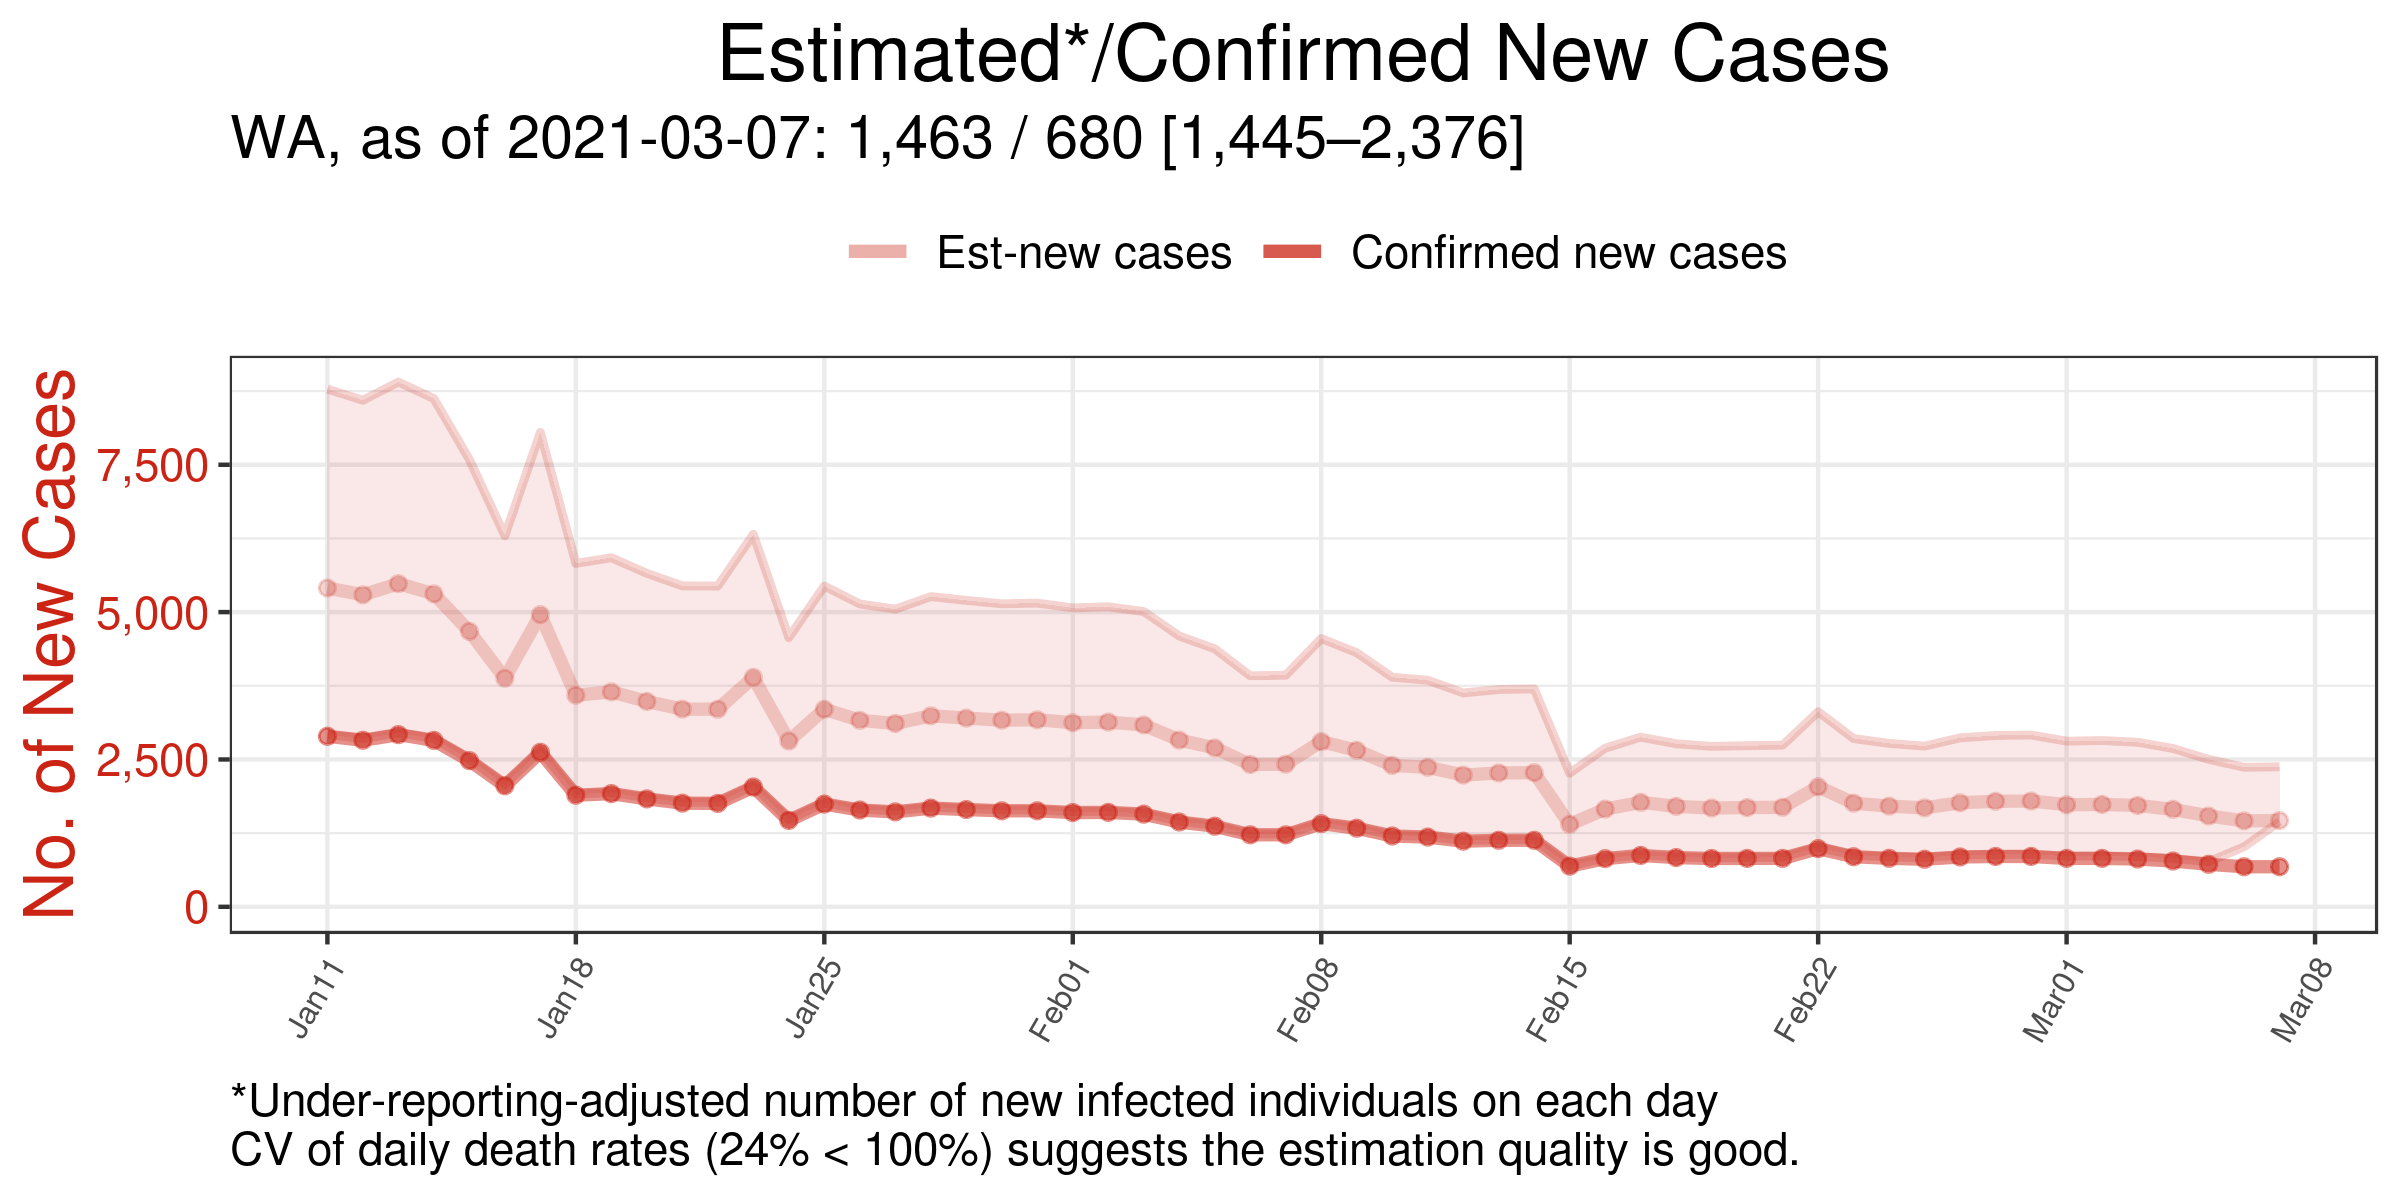 Estimated*/Confirmed New Cases
WA, as of 2021-03-07: 1,463 / 680 [1,445–2,376]
Est-new cases Confirmed new cases
No. of New Cases
7,500
5,000
2,500
0
Jan11 Jan18 Jan25 Feb01 Feb08 Feb15 Feb22 Mar01 Mar08
*Under-reporting-adjusted number of new infected individuals on each day
CV of daily death rates (24% < 100%) suggests the estimation quality is good.